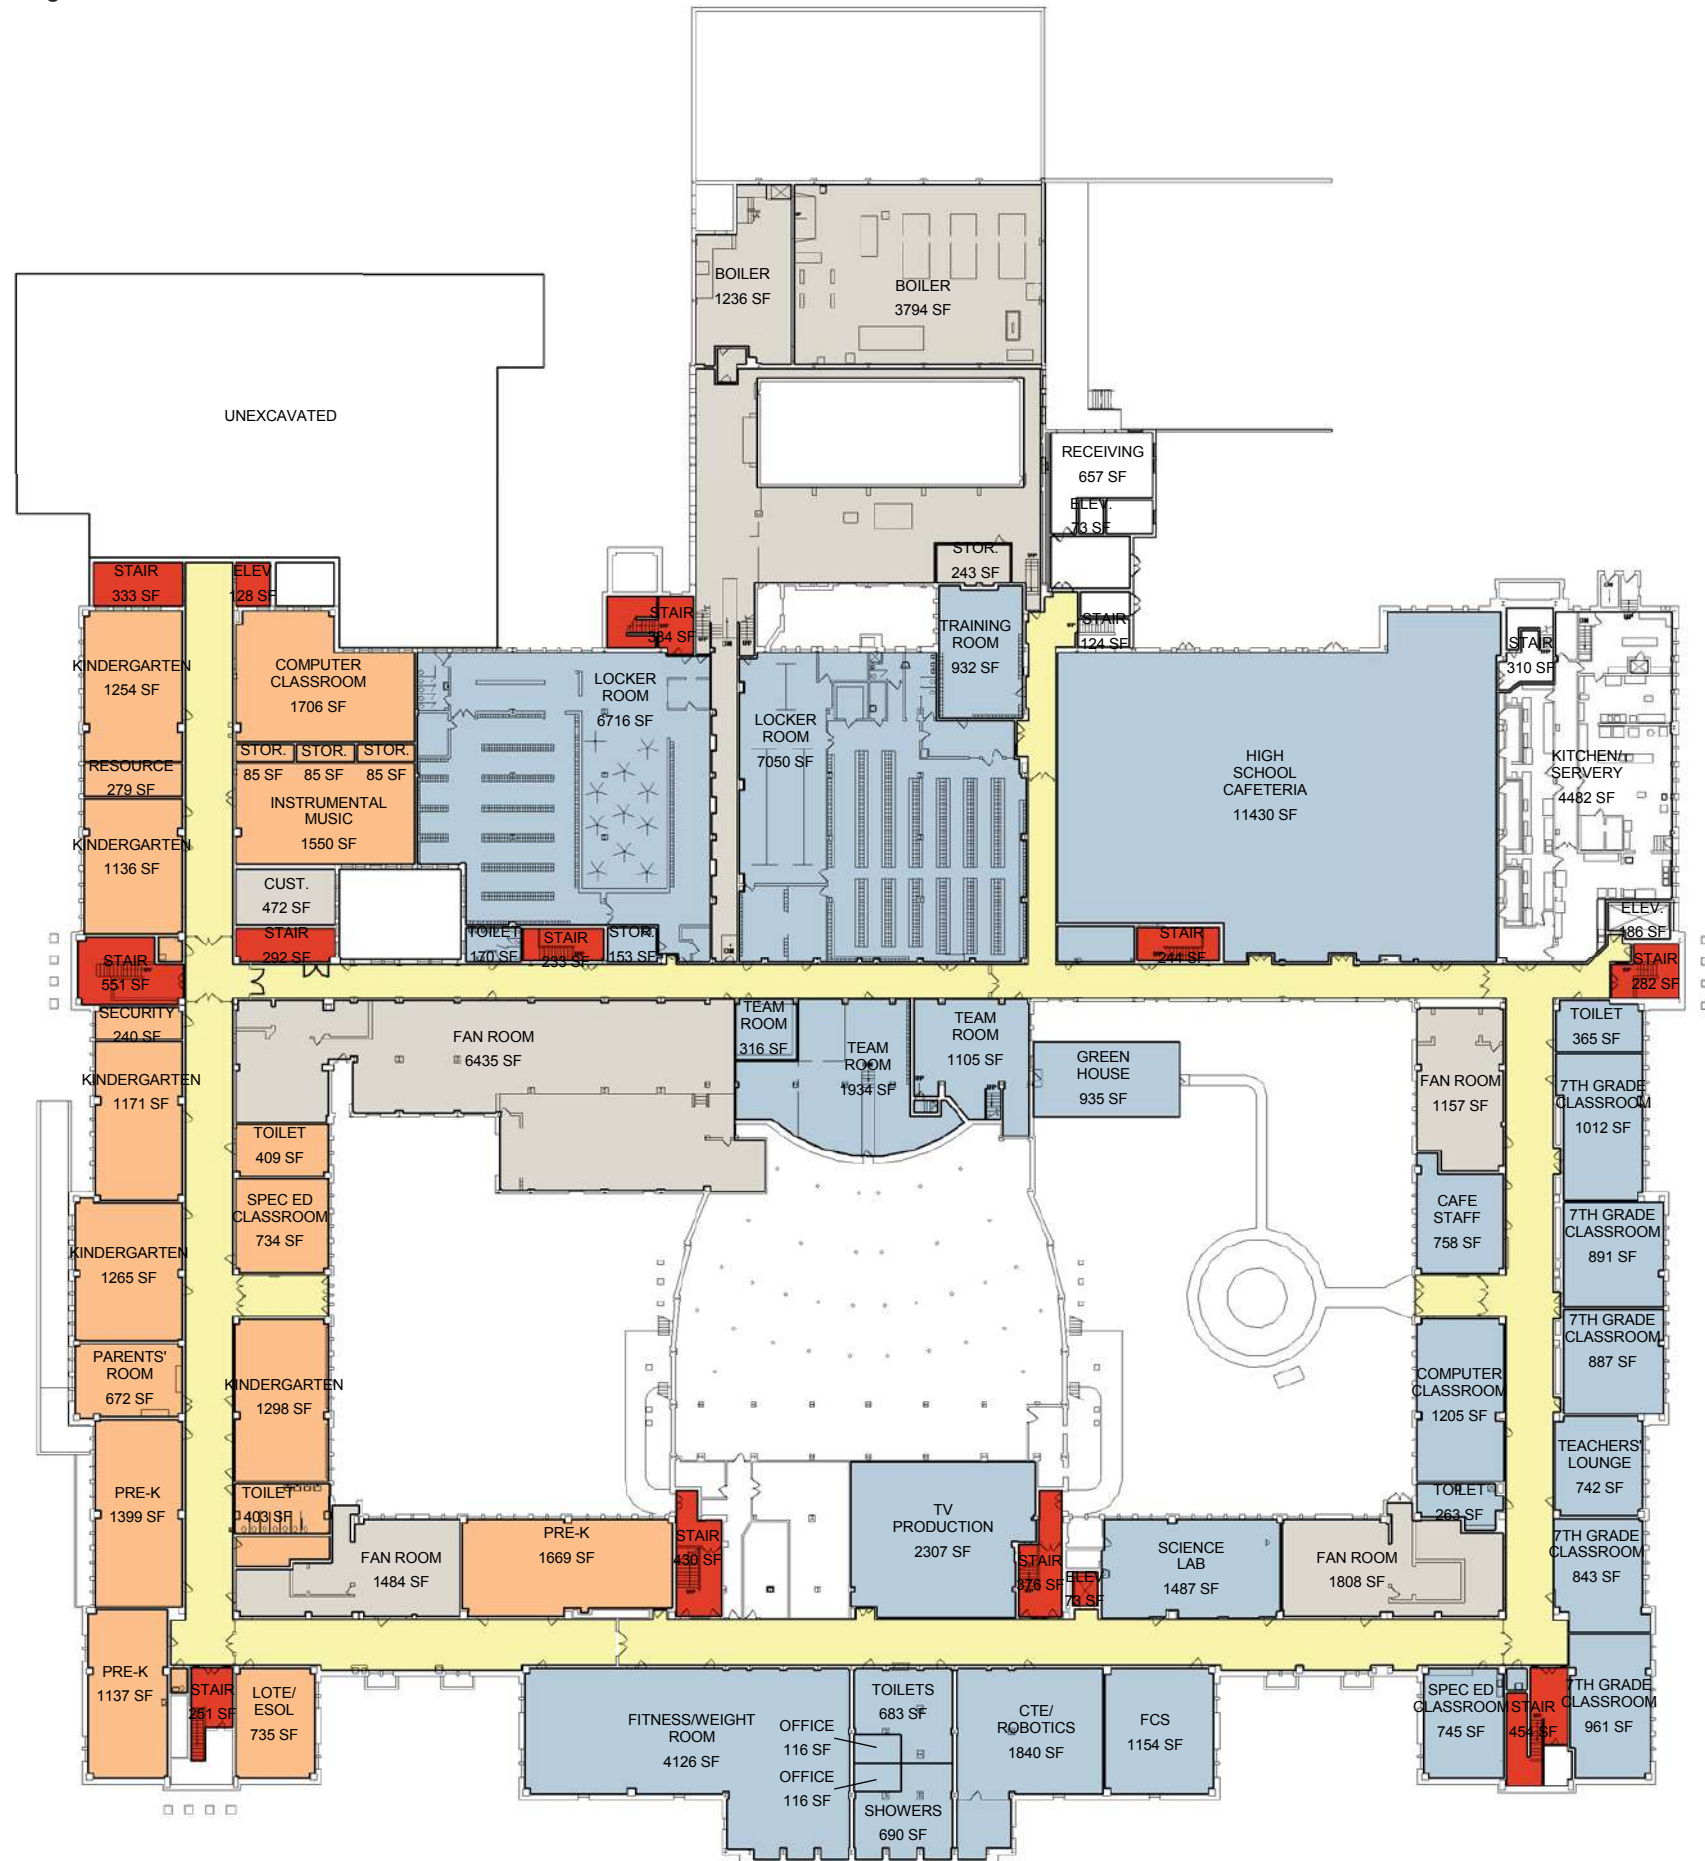 BOILER
1236 SF
BOILER
3794 SF
UNEXCAVATED
RECEIVING
657 SF
ELEV.
73 SF
STOR.
243 SF
STAIR
333 SF
ELEV
128 SF
STAIR
384 SF
TRAINING
ROOM
932 SF
STAIR
124 SF
STAIR
310 SF
KINDERGARTEN
1254 SF
COMPUTER
CLASSROOM
1706 SF
LOCKER
ROOM
6716 SF
LOCKER
ROOM
7050 SF
HIGH
SCHOOL
CAFETERIA
11430 SF
KITCHEN/
SERVERY
4482 SF
STOR.
85 SF
STOR.
85 SF
STOR.
85 SF
RESOURCE
279 SF
INSTRUMENTAL
MUSIC
1550 SF
KINDERGARTEN
1136 SF
CUST.
472 SF
STAIR
292 SF
TOILET
170 SF
STAIR
233 SF
STOR.
153 SF
STAIR
244 SF
ELEV.
186 SF
STAIR
282 SF
STAIR
551 SF
SECURITY
240 SF
FAN ROOM
6435 SF
TEAM
ROOM
316 SF
TEAM
ROOM
1934 SF
TEAM
ROOM
1105 SF
GREEN
HOUSE
935 SF
FAN ROOM
1157 SF
TOILET
365 SF
KINDERGARTEN
1171 SF
7TH GRADE
CLASSROOM
1012 SF
TOILET
409 SF
SPEC ED
CLASSROOM
734 SF
CAFE
STAFF
758 SF
KINDERGARTEN
1265 SF
7TH GRADE
CLASSROOM
891 SF
7TH GRADE
CLASSROOM
887 SF
PARENTS'
ROOM
672 SF
KINDERGARTEN
1298 SF
COMPUTER
CLASSROOM
1205 SF
TEACHERS'
LOUNGE
742 SF
PRE-K
1399 SF
TOILET
403 SF
TOILET
263 SF
FAN ROOM
1484 SF
PRE-K
1669 SF
STAIR
430 SF
TV
PRODUCTION
2307 SF
STAIR
376 SF
ELEV
73 SF
SCIENCE
LAB
1487 SF
FAN ROOM
1808 SF
7TH GRADE
CLASSROOM
843 SF
PRE-K
1137 SF
STAIR
251 SF
LOTE/
ESOL
735 SF
FITNESS/WEIGHT
ROOM
4126 SF
OFFICE
116 SF
OFFICE
116 SF
TOILETS
683 SF
SHOWERS
690 SF
CTE/
ROBOTICS
1840 SF
FCS
1154 SF
SPEC ED
CLASSROOM
745 SF
STAIR
454 SF
7TH GRADE
CLASSROOM
961 SF